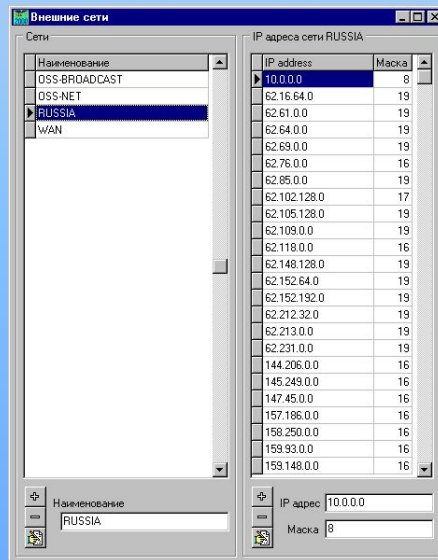 Внешние сети
Сети
Наименование
OSS-BROADCAST
OSS-NET
RUSSIA
WAN
Наименование
RUSSIA
IP адреса сети RUSSIA
IP address Маска
10.0.0.0 8
62.16.64.0 19
62.61.0.0 19
62.64.0.0 19
62.69.0.0 19
62.76.0.0 16
62.85.0.0 19
62.102.128.0 17
62.105.128.0 19
62.109.0.0 19
62.118.0.0 16
62.148.128.0 19
62.152.64.0 19
62.152.192.0 19
62.212.32.0 19
62.213.0.0 19
62.231.0.0 19
144.206.0.0 16
145.249.0.0 16
147.45.0.0 16
157.186.0.0 16
158.250.0.0 16
159.93.0.0 16
159.148.0.0 16
IP адрес 10.0.0.0
Маска 8